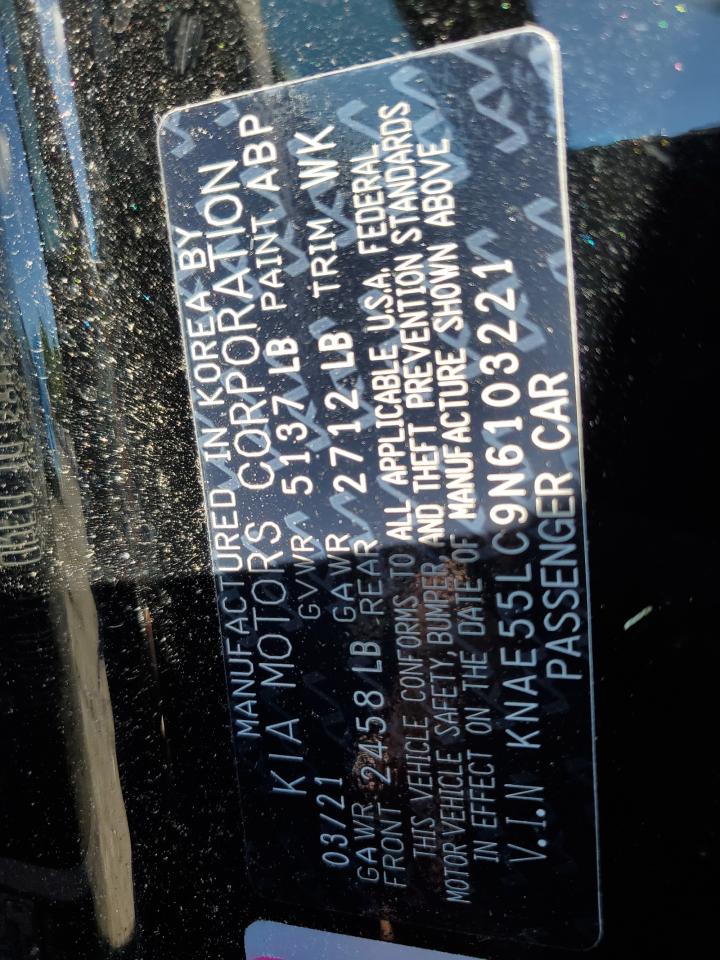 MANUFACTURED IN KOREA BY
KIA MOTORS CORPORATION
03/21 GVWR 5137 LB PAINT ABP
GAWR FRONT 2458 LB GAWR REAR 2712 LB TRIM WK
THIS VEHICLE CONFORMS TO ALL APPLICABLE U.S.A. FEDERAL
MOTOR VEHICLE SAFETY, BUMPER, AND THEFT PREVENTION STANDARDS
IN EFFECT ON THE DATE OF MANUFACTURE SHOWN ABOVE
V.I.N KNAE55LC9N6103221
PASSENGER CAR